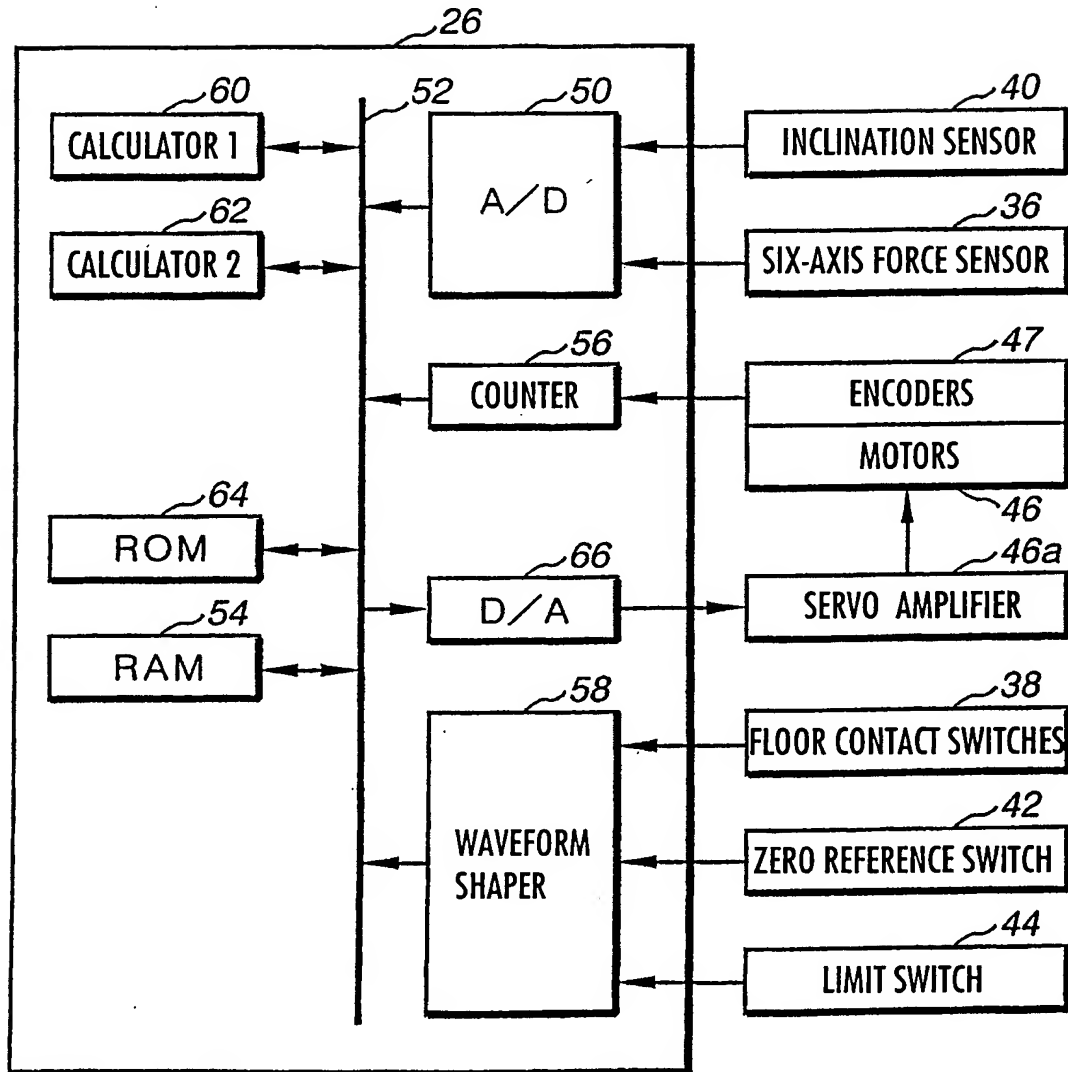 26
60
52
50
40
CALCULATOR 1
A/D
INCLINATION SENSOR
62
36
CALCULATOR 2
SIX-AXIS FORCE SENSOR
56
47
COUNTER
ENCODERS
MOTORS
64
46
ROM
66
46a
D/A
SERVO AMPLIFIER
54
RAM
58
38
FLOOR CONTACT SWITCHES
42
WAVEFORM
SHAPER
ZERO REFERENCE SWITCH
44
LIMIT SWITCH